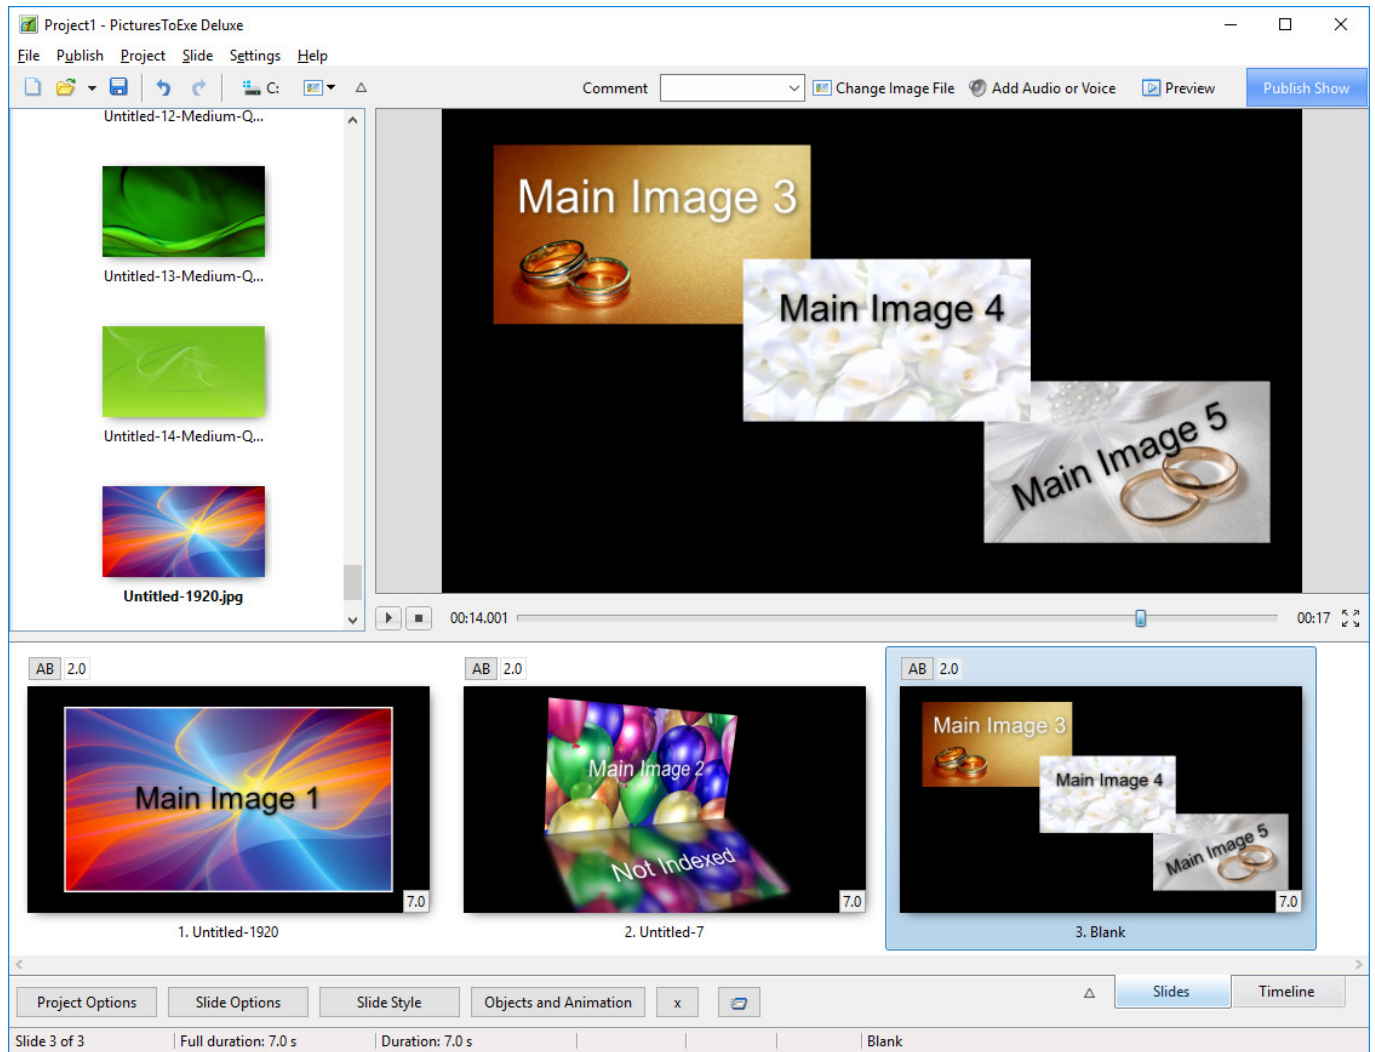 Project1 - PicturesToExe Deluxe
File Publish Project Slide Settings Help
C: Comment Change Image File Add Audio or Voice Preview Publish Show
Untitled-12-Medium-Q...
Untitled-13-Medium-Q...
Untitled-14-Medium-Q...
Untitled-1920.jpg
Main Image 3
Main Image 4
Main Image 5
00:14.001 00:17
AB 2.0
Main Image 1
7.0
1. Untitled-1920
AB 2.0
Main Image 2
Not Indexed
7.0
2. Untitled-7
AB 2.0
Main Image 3
Main Image 4
Main Image 5
7.0
3. Blank
Project Options Slide Options Slide Style Objects and Animation x Slides Timeline
Slide 3 of 3 Full duration: 7.0 s Duration: 7.0 s Blank